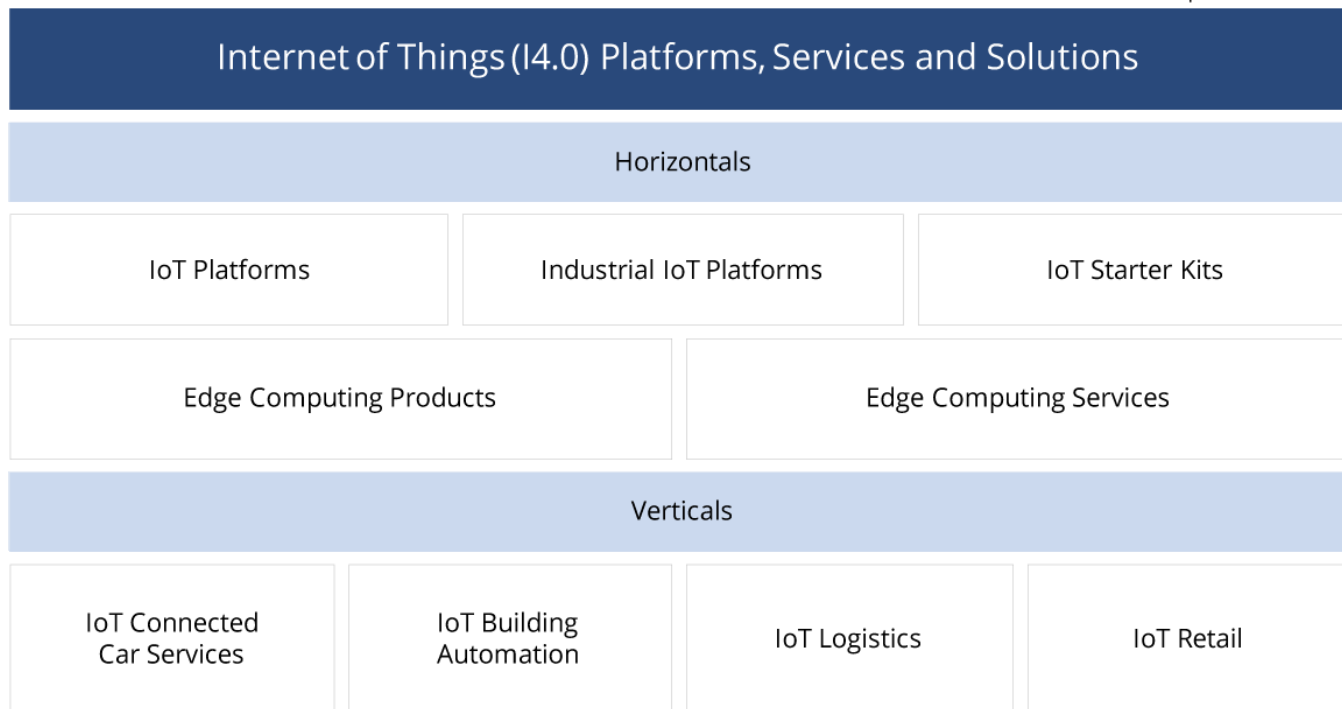 Internet of Things (I4.0) Platforms, Services and Solutions
Horizontals
IoT Platforms
Industrial IoT Platforms
IoT Starter Kits
Edge Computing Products
Edge Computing Services
Verticals
IoT Connected
Car Services
IoT Building
Automation
IoT Logistics
IoT Retail